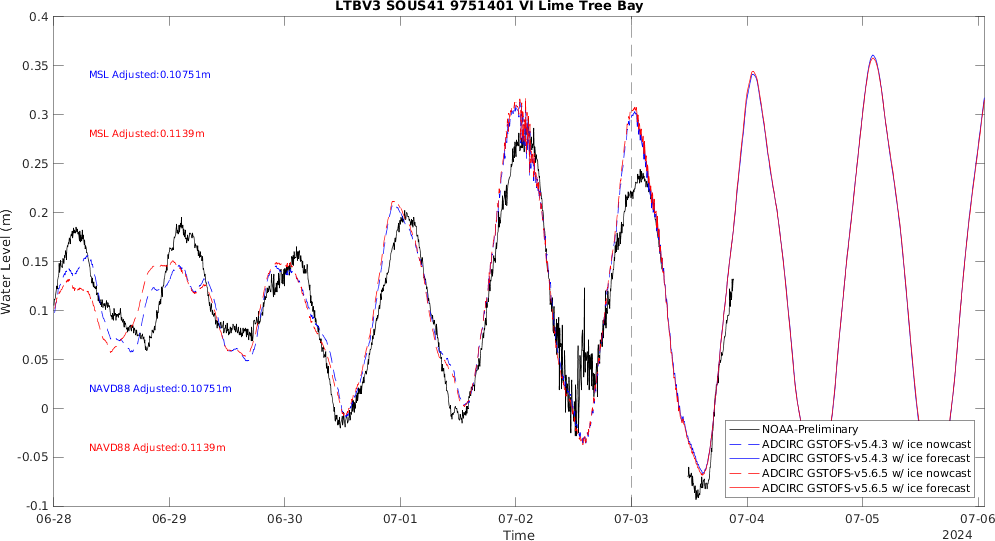 LTBV3 SOUS41 9751401 VI Lime Tree Bay
0.4
0.35
0.3
0.25
0.2
0.15
0.1
0.05
0
-0.05
-0.1
Water Level (m)
MSL Adjusted:0.10751m
MSL Adjusted:0.1139m
NAVD88 Adjusted:0.10751m
NAVD88 Adjusted:0.1139m
NOAA-Preliminary
ADCIRC GSTOFS-v5.4.3 w/ ice nowcast
ADCIRC GSTOFS-v5.4.3 w/ ice forecast
ADCIRC GSTOFS-v5.6.5 w/ ice nowcast
ADCIRC GSTOFS-v5.6.5 w/ ice forecast
06-28 06-29 06-30 07-01 07-02 07-03 07-04 07-05 07-06
Time
2024